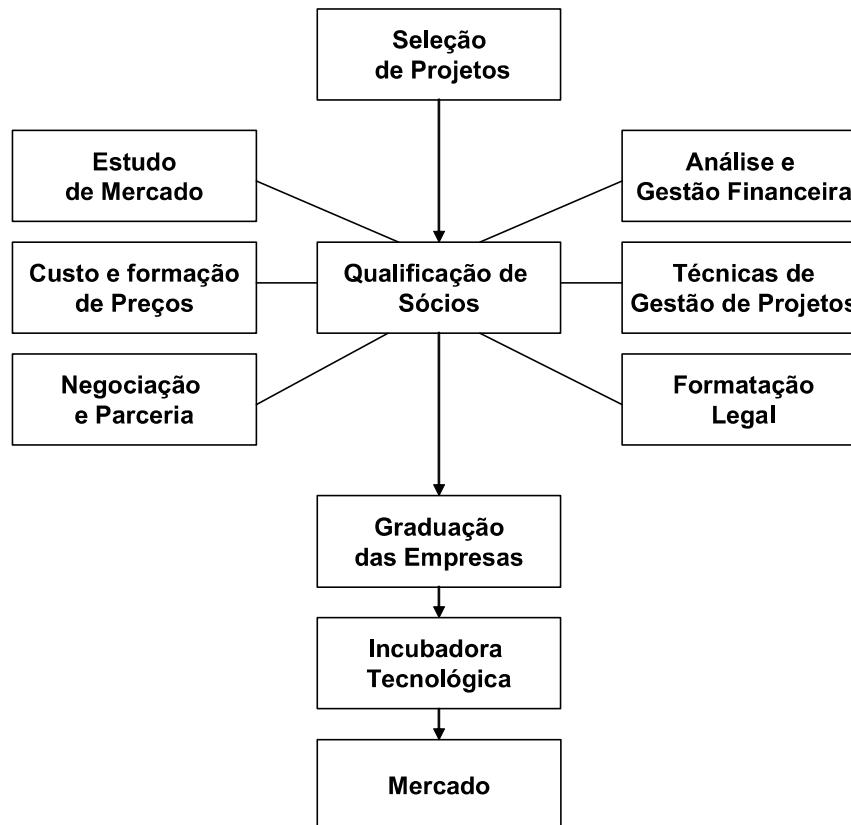 Seleção
de Projetos
Estudo
de Mercado
Análise e
Gestão Financeira
Custo e formação
de Preços
Qualificação de
Sócios
Técnicas de
Gestão de Projetos
Negociação
e Parceria
Formatação
Legal
Graduação
das Empresas
Incubadora
Tecnológica
Mercado